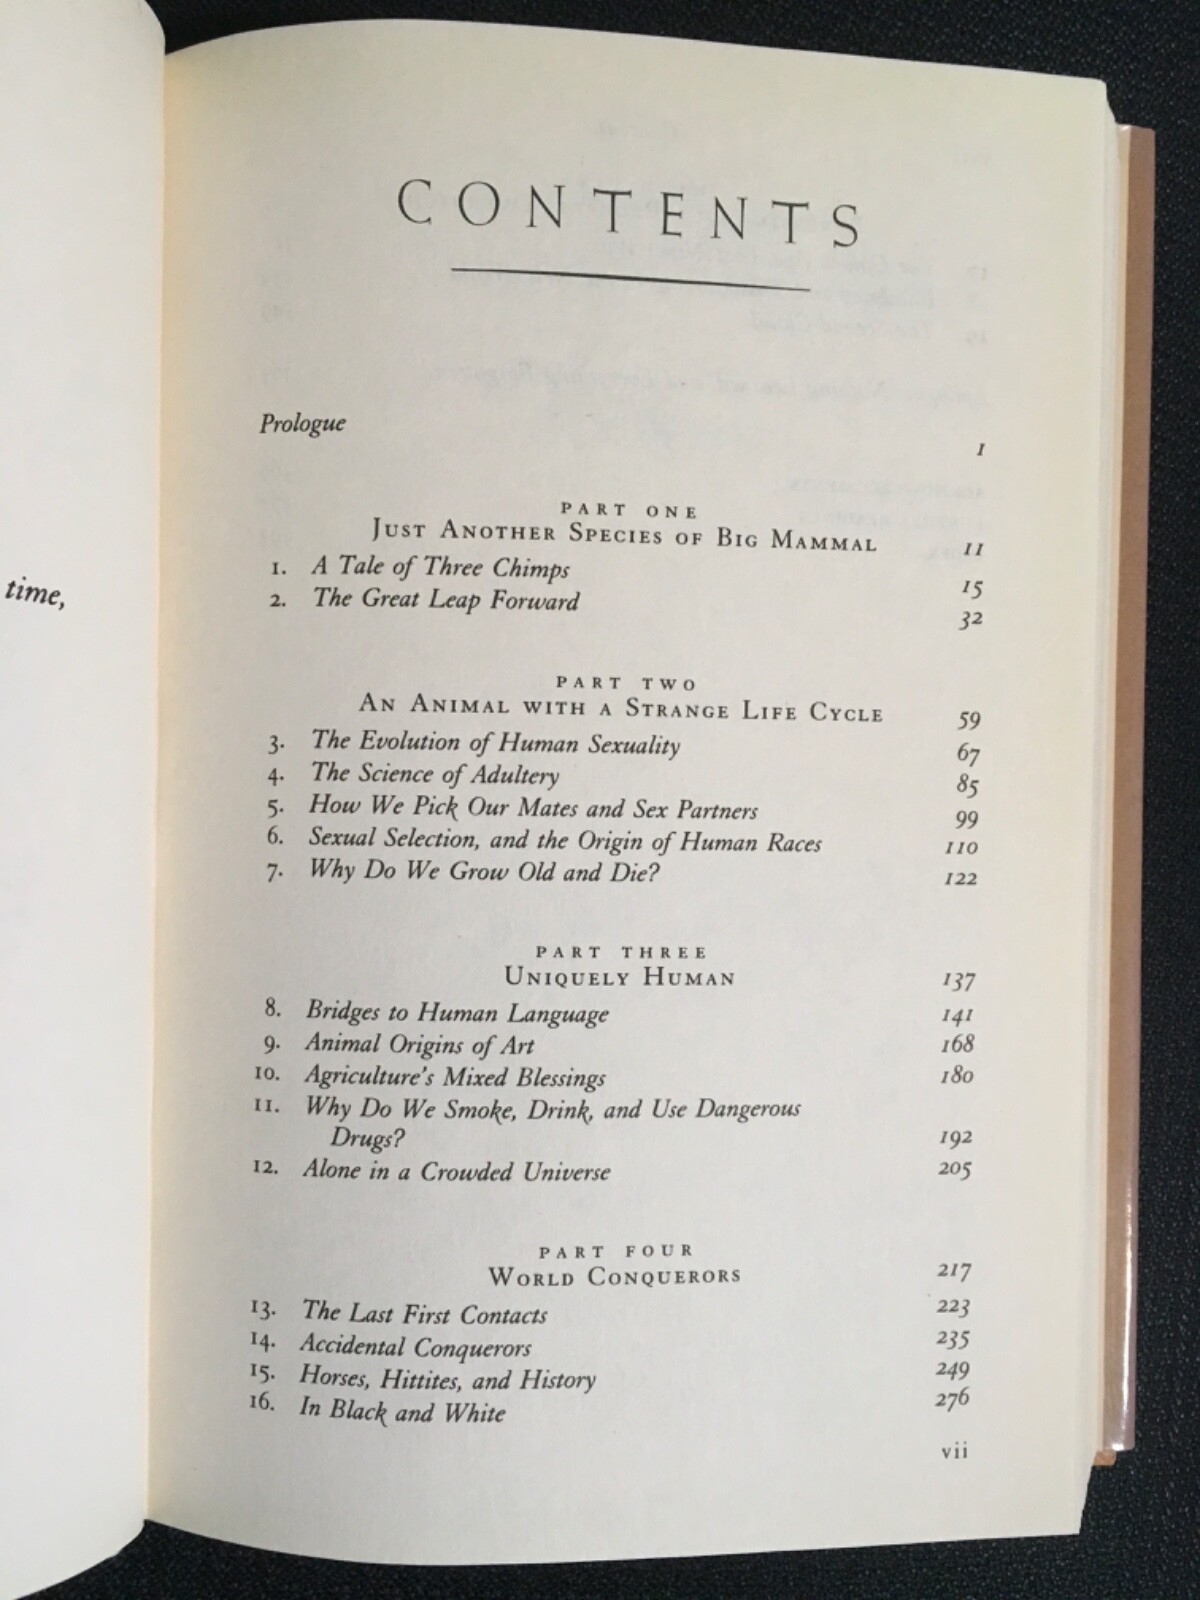 time,
CONTENTS
Prologue 1
PART ONE
JUST ANOTHER SPECIES OF BIG MAMMAL 11
1. A Tale of Three Chimps 15
2. The Great Leap Forward 32
PART TWO
AN ANIMAL WITH A STRANGE LIFE CYCLE 59
3. The Evolution of Human Sexuality 67
4. The Science of Adultery 85
5. How We Pick Our Mates and Sex Partners 99
6. Sexual Selection, and the Origin of Human Races 110
7. Why Do We Grow Old and Die? 122
PART THREE
UNIQUELY HUMAN 137
8. Bridges to Human Language 141
9. Animal Origins of Art 168
10. Agriculture's Mixed Blessings 180
11. Why Do We Smoke, Drink, and Use Dangerous
Drugs? 192
12. Alone in a Crowded Universe 205
PART FOUR
WORLD CONQUERORS 217
13. The Last First Contacts 223
14. Accidental Conquerors 235
15. Horses, Hittites, and History 249
16. In Black and White 276
vii